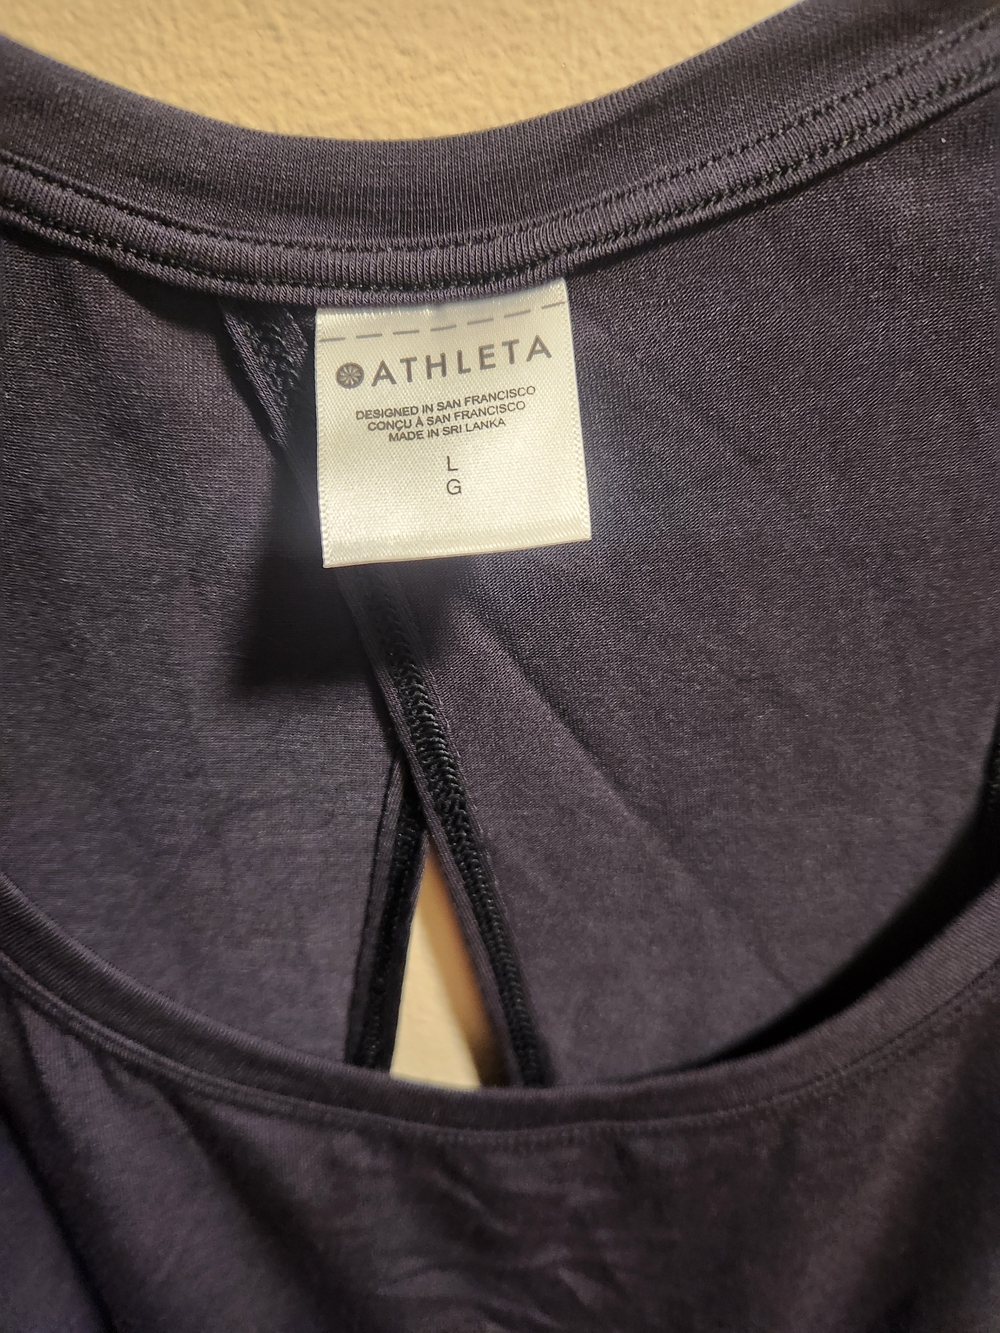 ATHLETA
DESIGNED IN SAN FRANCISCO
CONÇU À SAN FRANCISCO
MADE IN SRI LANKA
L
G